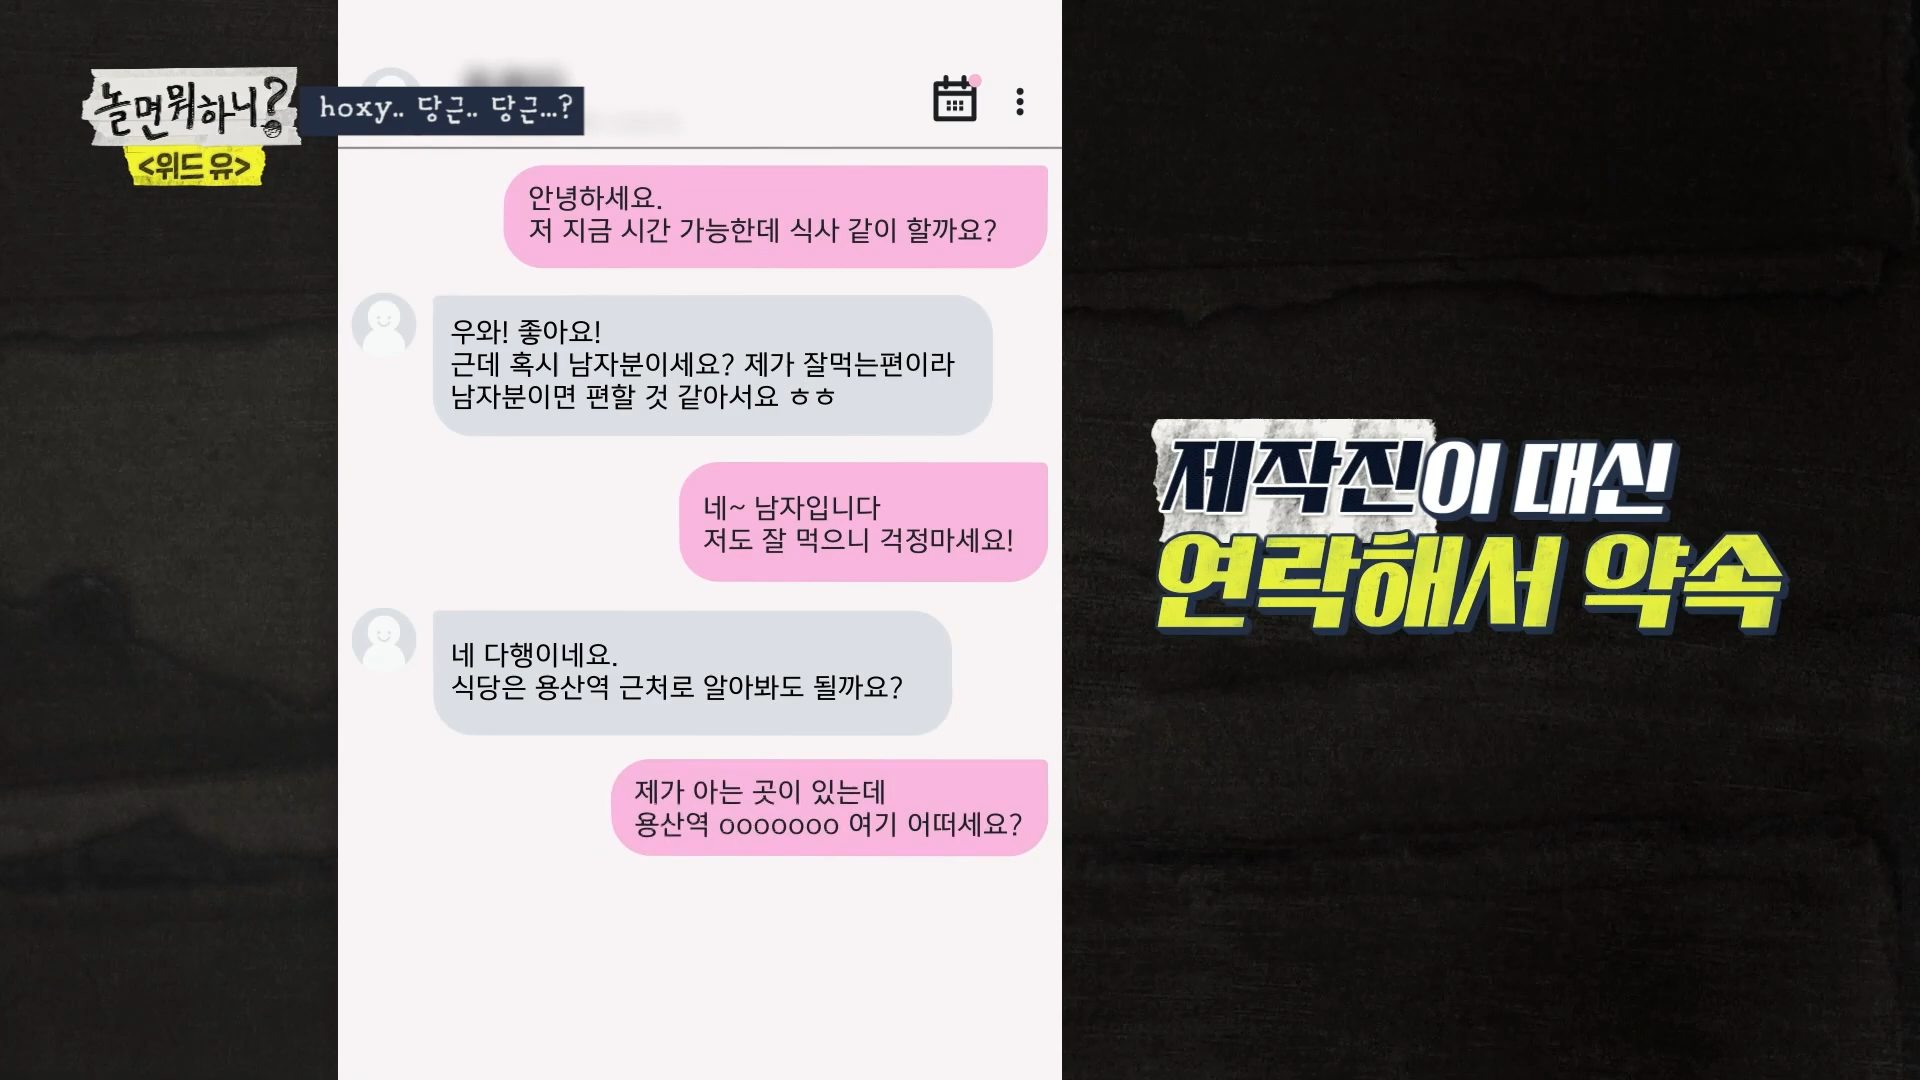 놀면뭐하니?
<위드 유>
hoxy.. 당근.. 당근...?
안녕하세요.
저 지금 시간 가능한데 식사 같이 할까요?
우와! 좋아요!
근데 혹시 남자분이세요? 제가 잘먹는편이라
남자분이면 편할 것 같아서요 ㅎㅎ
네~ 남자입니다
저도 잘 먹으니 걱정마세요!
네 다행이네요.
식당은 용산역 근처로 알아봐도 될까요?
제가 아는 곳이 있는데
용산역 ooooooo 여기 어떠세요?
제작진이 대신
연락해서 약속